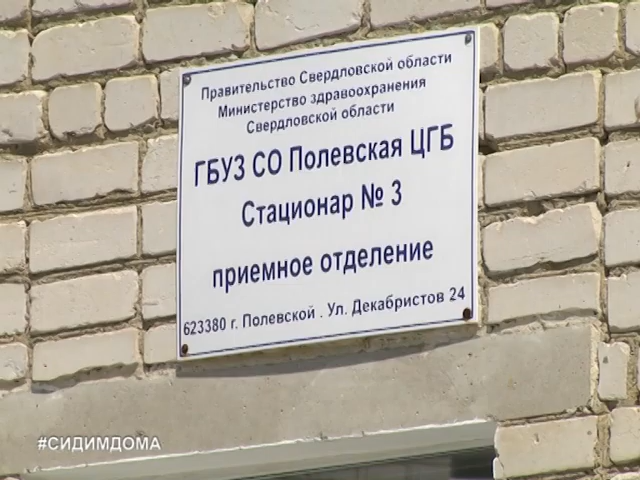 Правительство Свердловской области
Министерство здравоохранения
Свердловской области
ГБУЗ СО Полевская ЦГБ
Стационар № 3
приемное отделение
623380 г. Полевской . Ул. Декабристов 24
#СИДИМДОМА